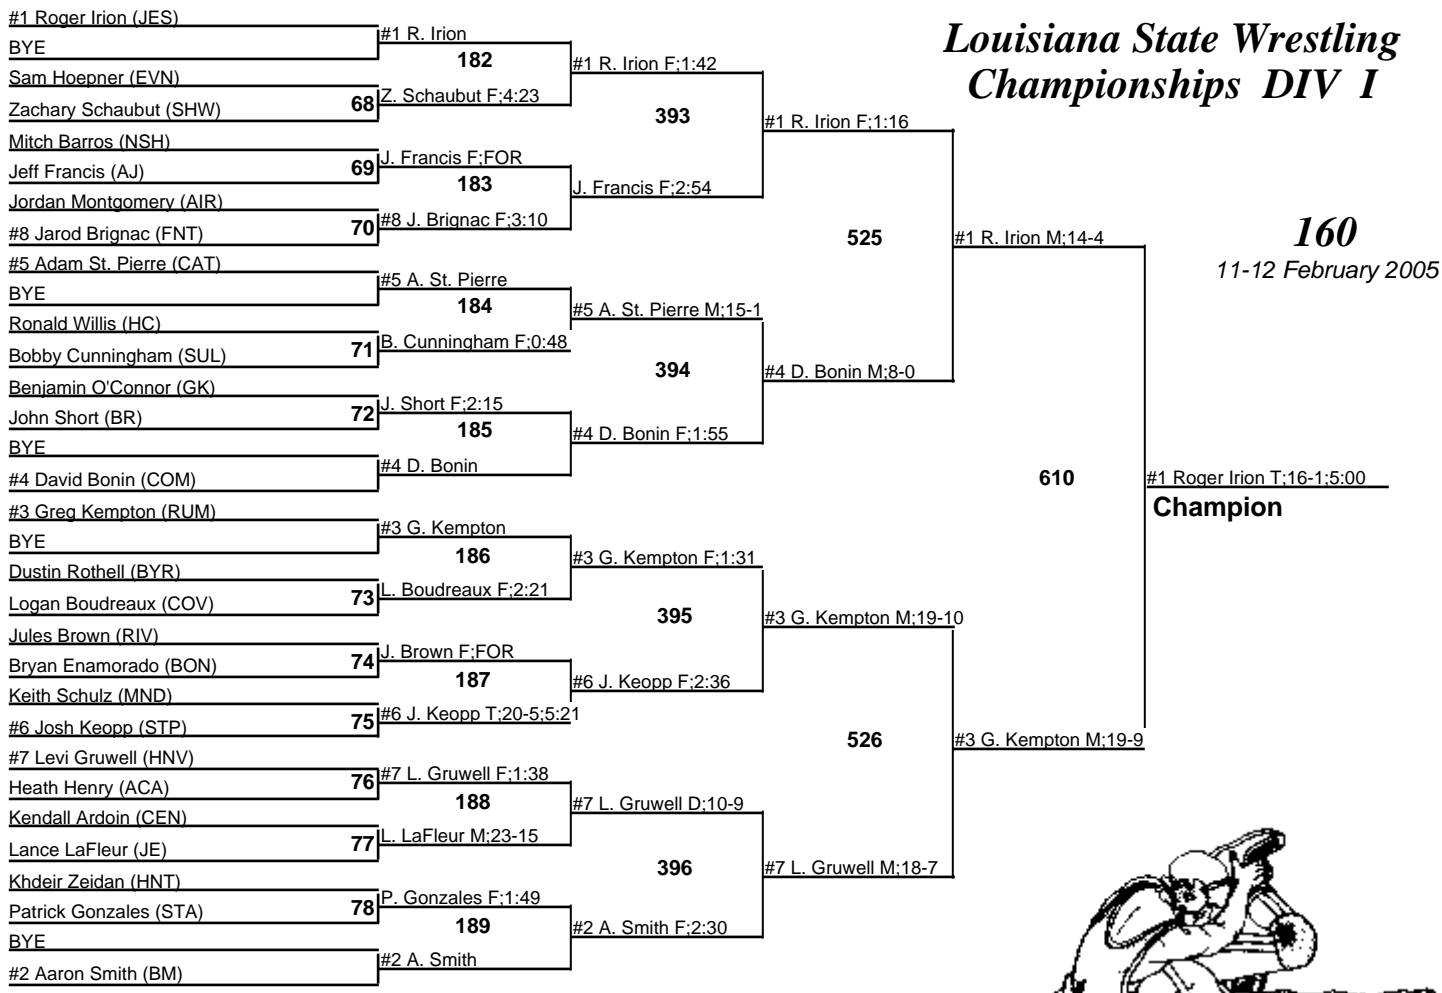 Louisiana State Wrestling
Championships DIV I
160
11-12 February 2005
#1 Roger Irion (JES)
BYE
Sam Hoepner (EVN)
68
Zachary Schaubut (SHW)
Mitch Barros (NSH)
69
Jeff Francis (AJ)
Jordan Montgomery (AIR)
70
#8 Jarod Brignac (FNT)
#5 Adam St. Pierre (CAT)
BYE
Ronald Willis (HC)
71
Bobby Cunningham (SUL)
Benjamin O'Connor (GK)
72
John Short (BR)
BYE
#4 David Bonin (COM)
#3 Greg Kempton (RUM)
BYE
Dustin Rothell (BYR)
73
Logan Boudreaux (COV)
Jules Brown (RIV)
74
Bryan Enamorado (BON)
Keith Schulz (MND)
75
#6 Josh Keopp (STP)
#7 Levi Gruwell (HNV)
76
Heath Henry (ACA)
Kendall Ardoin (CEN)
77
Lance LaFleur (JE)
Khdeir Zeidan (HNT)
78
Patrick Gonzales (STA)
BYE
#2 Aaron Smith (BM)
#1 R. Irion
182
Z. Schaubut F;4:23
J. Francis F;FOR
183
#8 J. Brignac F;3:10
#5 A. St. Pierre
184
B. Cunningham F;0:48
J. Short F;2:15
185
#4 D. Bonin
#3 G. Kempton
186
L. Boudreaux F;2:21
J. Brown F;FOR
187
#6 J. Keopp T;20-5;5:21
#7 L. Gruwell F;1:38
188
L. LaFleur M;23-15
P. Gonzales F;1:49
189
#2 A. Smith
#1 R. Irion F;1:42
393
J. Francis F;2:54
#5 A. St. Pierre M;15-1
394
#4 D. Bonin F;1:55
#3 G. Kempton F;1:31
395
#6 J. Keopp F;2:36
#7 L. Gruwell D;10-9
396
#2 A. Smith F;2:30
#1 R. Irion F;1:16
525
#4 D. Bonin M;8-0
#3 G. Kempton M;19-10
526
#7 L. Gruwell M;18-7
#1 R. Irion M;14-4
610
#3 G. Kempton M;19-9
#1 Roger Irion T;16-1;5:00
Champion